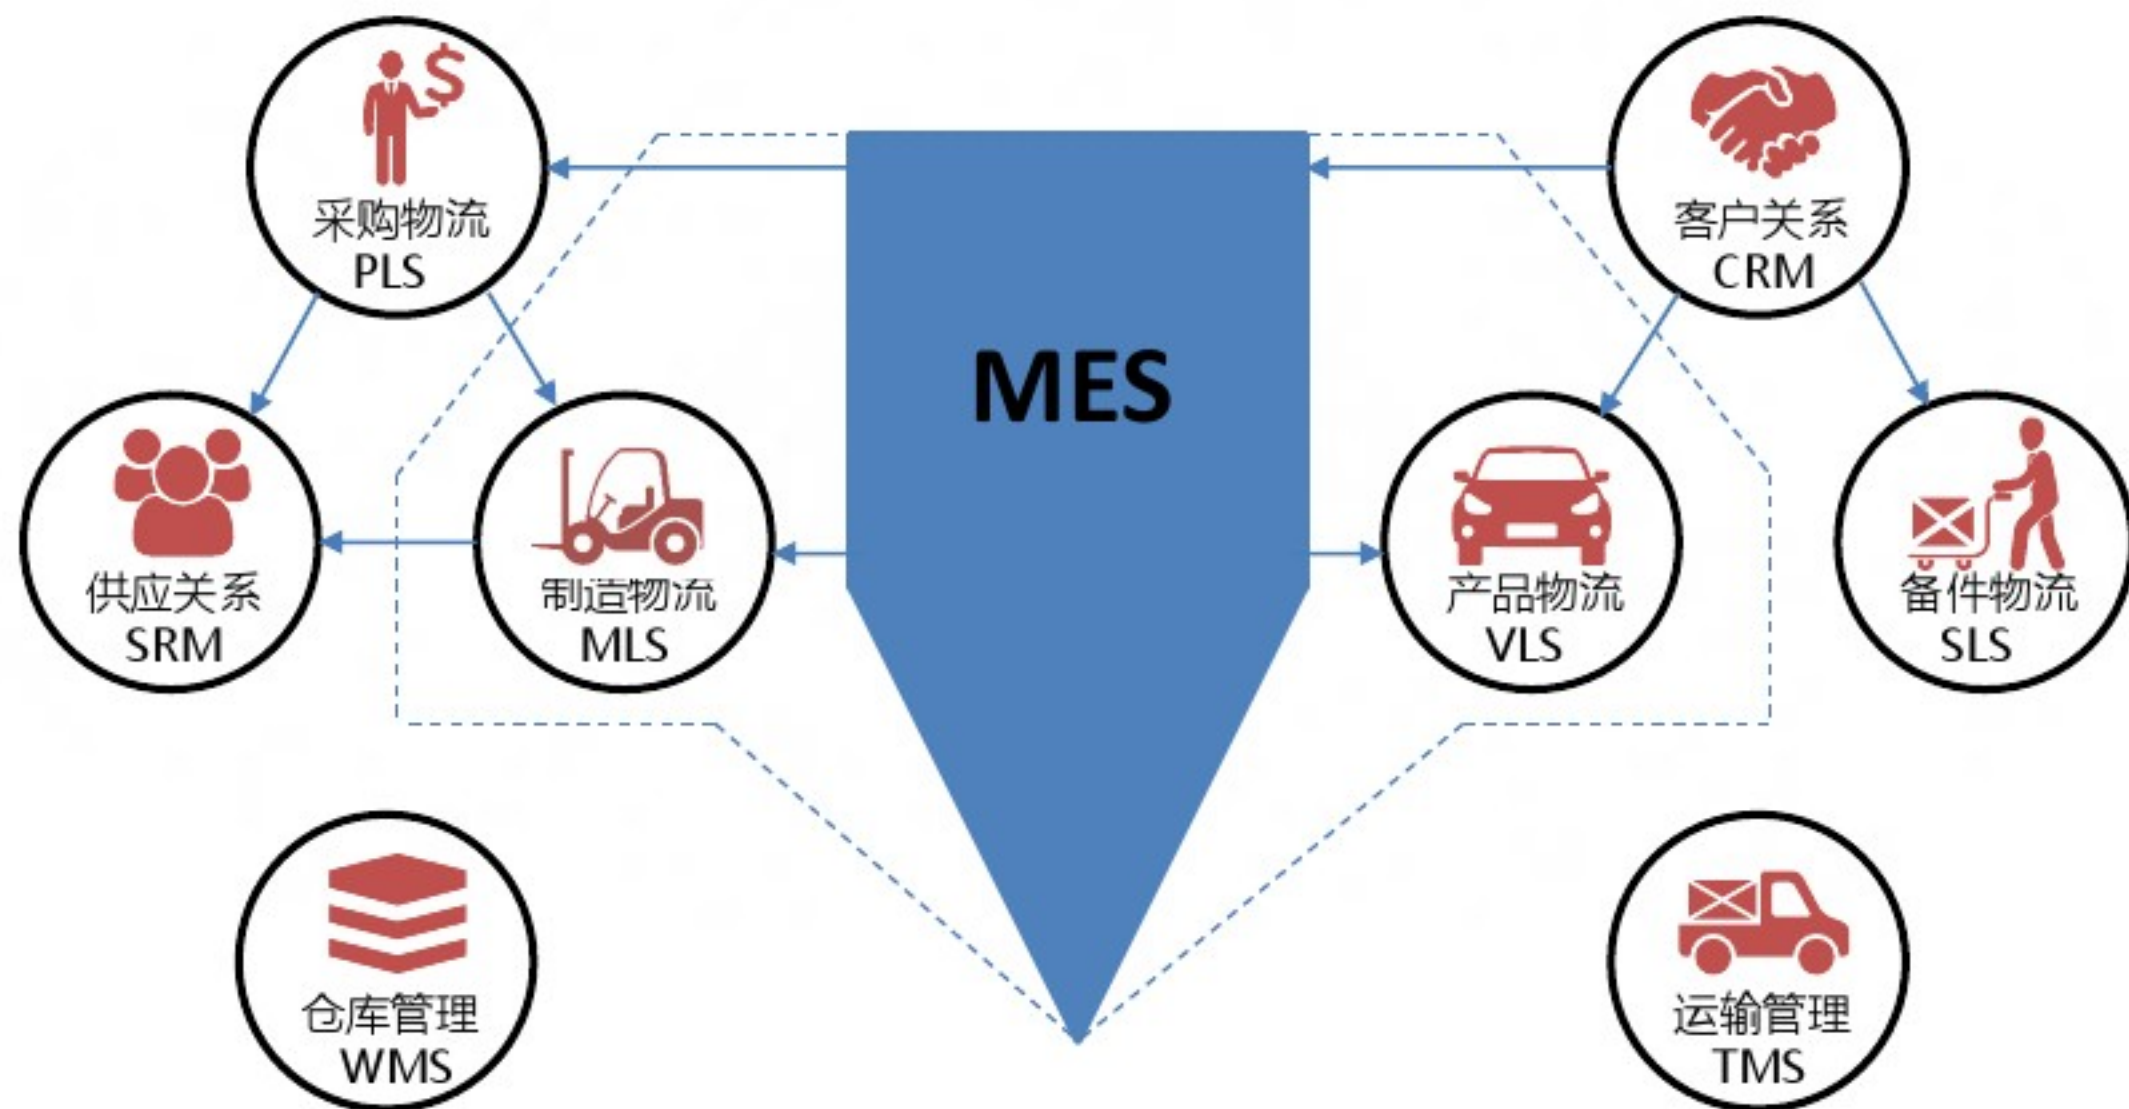 采购物流
PLS
客户关系
CRM
MES
供应关系
SRM
制造物流
MLS
产品物流
VLS
备件物流
SLS
仓库管理
WMS
运输管理
TMS